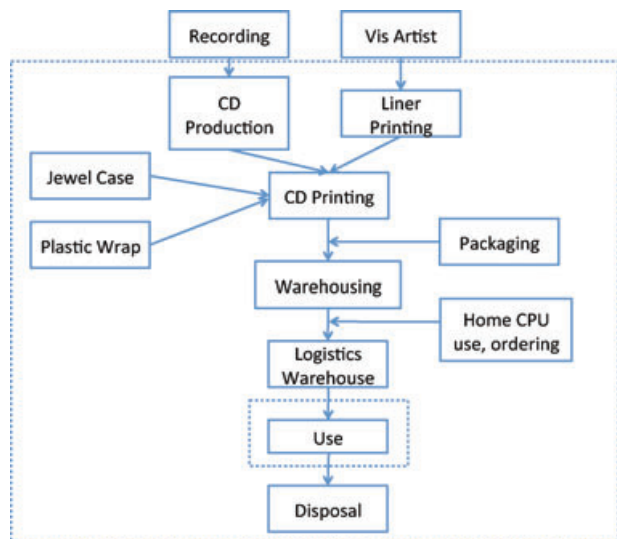 Recording
Vis Artist
CD
Production
Liner
Printing
Jewel Case
CD Printing
Plastic Wrap
Packaging
Warehousing
Home CPU
use, ordering
Logistics
Warehouse
Use
Disposal